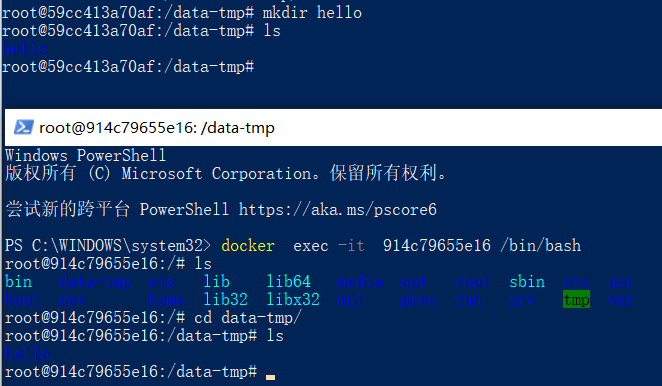 root@59cc413a70af:/data-tmp# mkdir hello
root@59cc413a70af:/data-tmp# ls
hello
root@59cc413a70af:/data-tmp#
root@914c79655e16: /data-tmp
Windows PowerShell
版权所有 (C) Microsoft Corporation。保留所有权利。
尝试新的跨平台 PowerShell https://aka.ms/pscore6
PS C:\WINDOWS\system32> docker  exec -it  914c79655e16 /bin/bash
root@914c79655e16:/# ls
bin   data-tmp  etc   lib    lib64   media  opt   root  sbin  sys  usr
boot  dev       home  lib32  libx32  mnt    proc  run   srv   tmp  var
root@914c79655e16:/# cd data-tmp/
root@914c79655e16:/data-tmp# ls
hello
root@914c79655e16:/data-tmp#